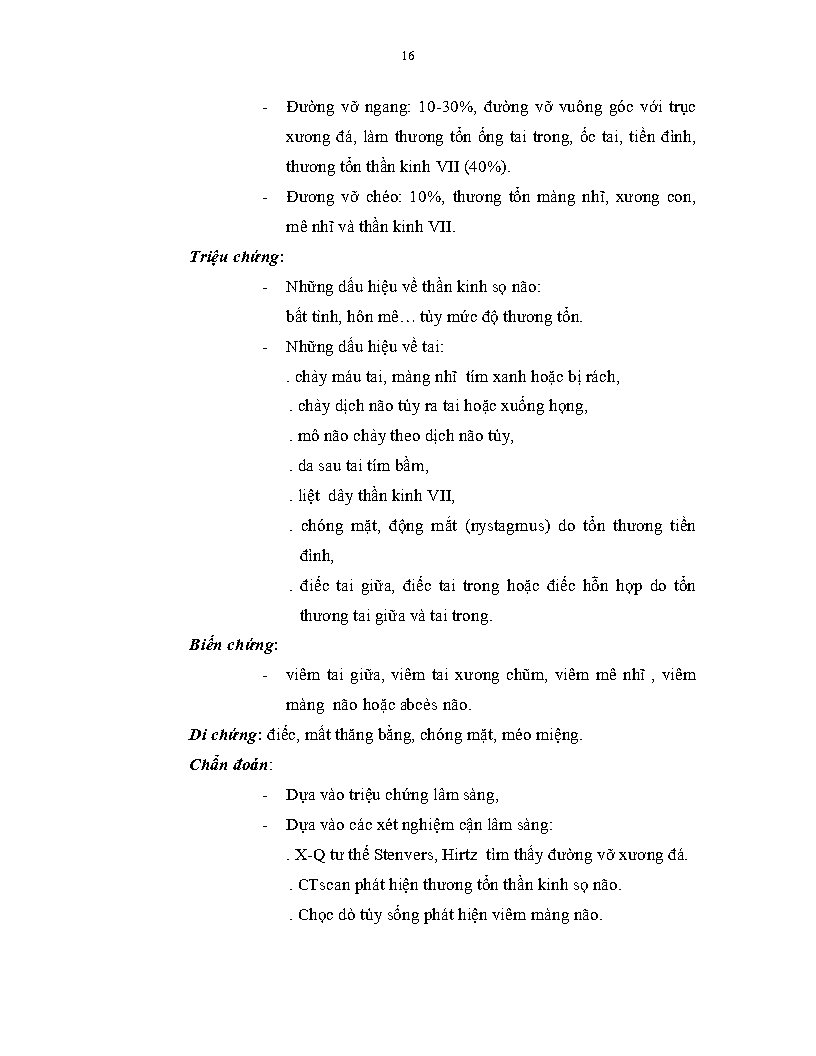 16
- Đường vỡ ngang: 10-30%, đường vỡ vuông góc với trục
xương đá, làm thương tổn ống tai trong, ốc tai, tiền đình,
thương tổn thần kinh VII (40%).
- Đương vỡ chéo: 10%, thương tổn màng nhĩ, xương con,
mê nhĩ và thần kinh VII.
Triệu chứng:
- Những dấu hiệu về thần kinh sọ não:
bất tỉnh, hôn mê… tùy mức độ thương tổn.
- Những dấu hiệu về tai:
. chảy máu tai, màng nhĩ tím xanh hoặc bị rách,
. chảy dịch não tủy ra tai hoặc xuống họng,
. mô não chảy theo dịch não tủy,
. da sau tai tím bầm,
. liệt dây thần kinh VII,
. chóng mặt, động mắt (nystagmus) do tổn thương tiền
đình,
. điếc tai giữa, điếc tai trong hoặc điếc hỗn hợp do tổn
thương tai giữa và tai trong.
Biến chứng:
- viêm tai giữa, viêm tai xương chũm, viêm mê nhĩ , viêm
màng não hoặc abcès não.
Di chứng: điếc, mất thăng bằng, chóng mặt, méo miệng.
Chẩn đoán:
- Dựa vào triệu chứng lâm sàng,
- Dựa vào các xét nghiệm cận lâm sàng:
. X-Q tư thế Stenvers, Hirtz tìm thấy đường vỡ xương đá.
. CTscan phát hiện thương tổn thần kinh sọ não.
. Chọc dò tủy sống phát hiện viêm màng não.